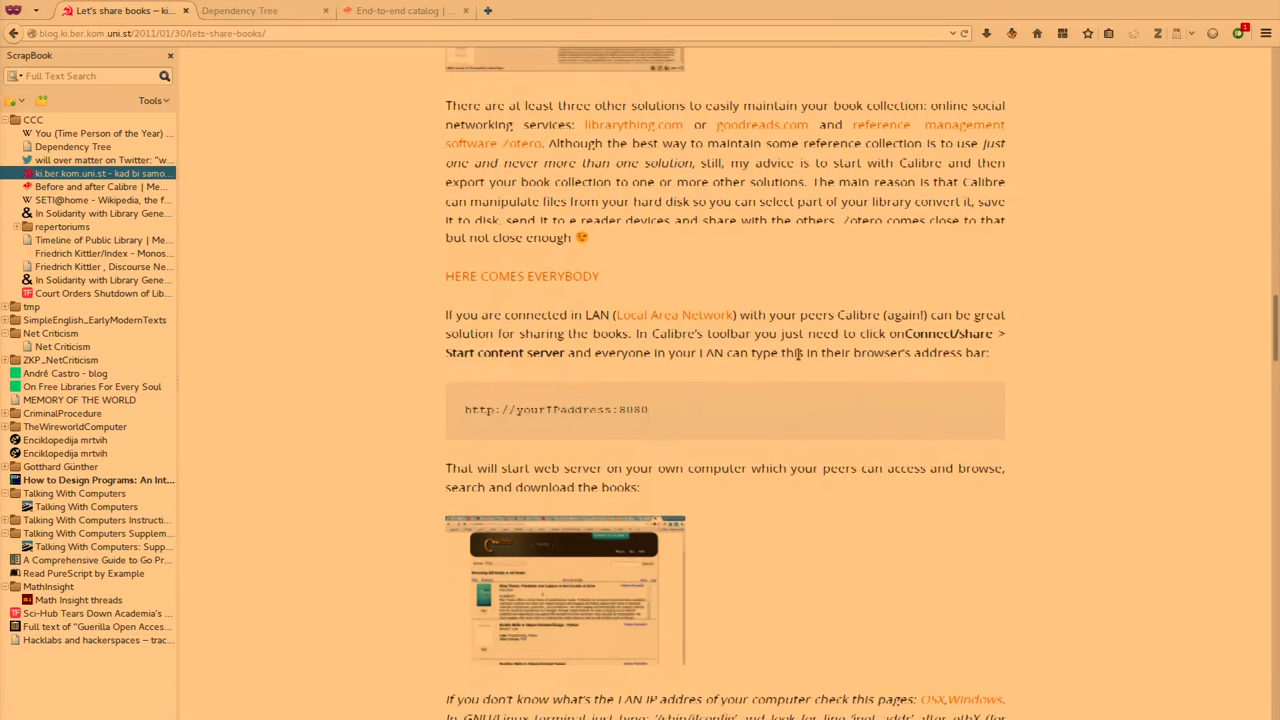 Let's share books – ki...
Dependency Tree
End-to-end catalog | ...
blog.ki.ber.kom.uni.st/2011/01/30/lets-share-books/
1
ScrapBook
Full Text Search
Tools
CCC
You (Time Person of the Year) ...
Dependency Tree
will over matter on Twitter: "w...
ki.ber.kom.uni.st - kad bi samo...
Before and after Calibre | Me...
SETI@home - Wikipedia, the f...
In Solidarity with Library Gene...
repertoriums
Timeline of Public Library | Me...
Friedrich Kittler/Index - Monos...
Friedrich Kittler , Discourse Ne...
In Solidarity with Library Gene...
Court Orders Shutdown of Lib...
tmp
SimpleEnglish_EarlyModernTexts
Net Criticism
Net Criticism
ZKP_NetCriticism
André Castro - blog
On Free Libraries For Every Soul
MEMORY OF THE WORLD
CriminalProcedure
TheWireworldComputer
Enciklopedija mrtvih
Enciklopedija mrtvih
Gotthard Günther
How to Design Programs: An Int...
Talking With Computers
Talking With Computers
Talking With Computers Instructi...
Talking With Computers Supplem...
Talking With Computers: Supp...
A Comprehensive Guide to Go Pr...
Read PureScript by Example
MathInsight
Math Insight threads
Sci-Hub Tears Down Academia's...
Full text of "Guerilla Open Acces...
Hacklabs and hackerspaces – trac...
There are at least three other solutions to easily maintain your book collection: online social
networking services: librarything.com or goodreads.com and reference management
software Zotero. Although the best way to maintain some reference collection is to use just
one and never more than one solution, still, my advice is to start with Calibre and then
export your book collection to one or more other solutions. The main reason is that Calibre
can manipulate files from your hard disk so you can select part of your library convert it, save
it to disk, send it to e reader devices and share with the others. Zotero comes close to that
but not close enough
HERE COMES EVERYBODY
If you are connected in LAN (Local Area Network) with your peers Calibre (again!) can be great
solution for sharing the books. In Calibre's toolbar you just need to click onConnect/share >
Start content server and everyone in your LAN can type this in their browser's address bar:
http://yourIPaddress:8080
That will start web server on your own computer which your peers can access and browse,
search and download the books:
If you don't know what's the LAN IP addres of your computer check this pages: OSX,Windows.
In GNU/Linux terminal just type: '/sbin/ifconfig' and look for line 'inet addr' after ethX (for